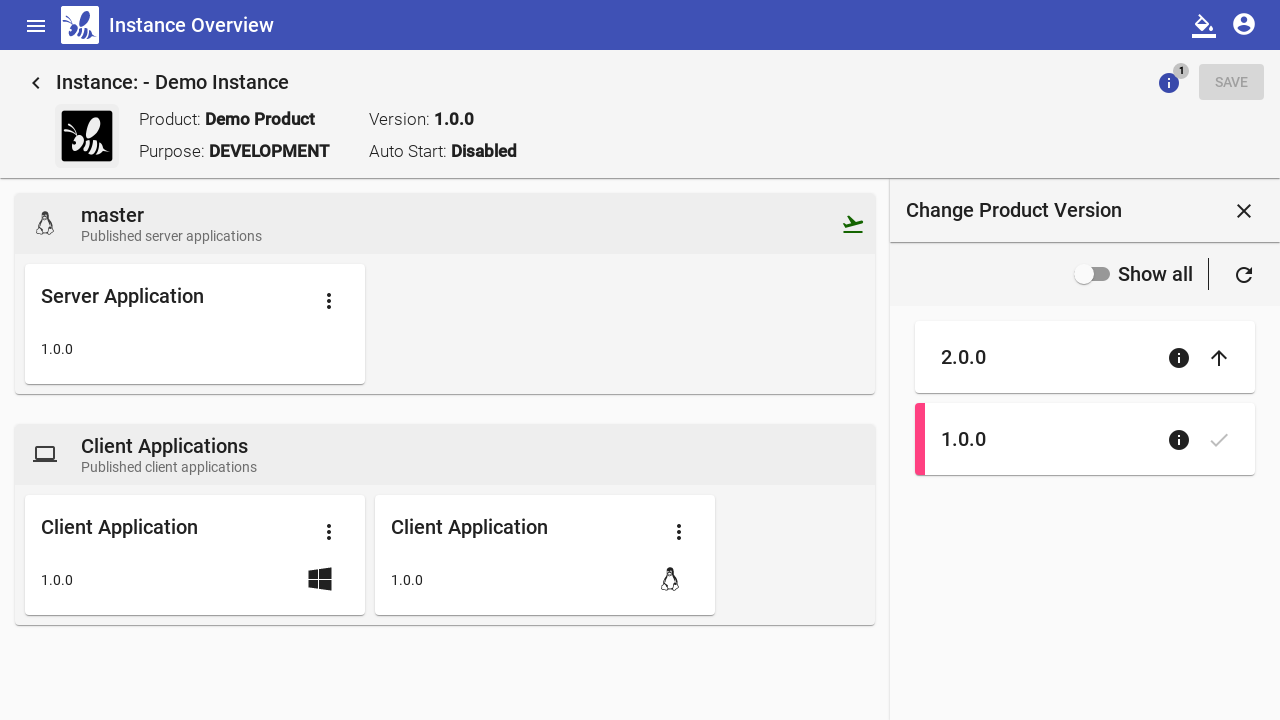 Instance Overview
Instance: - Demo Instance
1
SAVE
Product: Demo Product
Version: 1.0.0
Purpose: DEVELOPMENT
Auto Start: Disabled
master
Published server applications
Server Application
1.0.0
Client Applications
Published client applications
Client Application
1.0.0
Client Application
1.0.0
Change Product Version
Show all
2.0.0
1.0.0